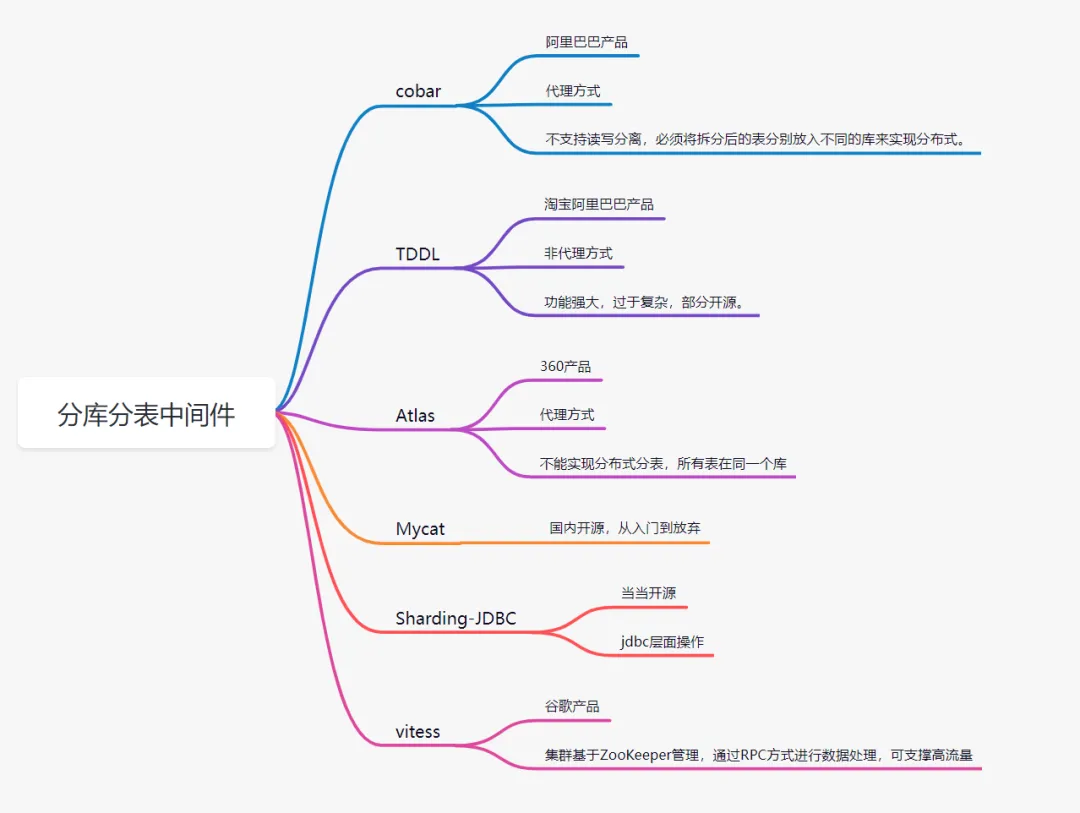 分库分表中间件
cobar
阿里巴巴产品
代理方式
不支持读写分离，必须将拆分后的表分别放入不同的库来实现分布式。
TDDL
淘宝阿里巴巴产品
非代理方式
功能强大，过于复杂，部分开源。
Atlas
360产品
代理方式
不能实现分布式分表，所有表在同一个库
Mycat
国内开源，从入门到放弃
Sharding-JDBC
当当开源
jdbc层面操作
vitess
谷歌产品
集群基于ZooKeeper管理，通过RPC方式进行数据处理，可支撑高流量